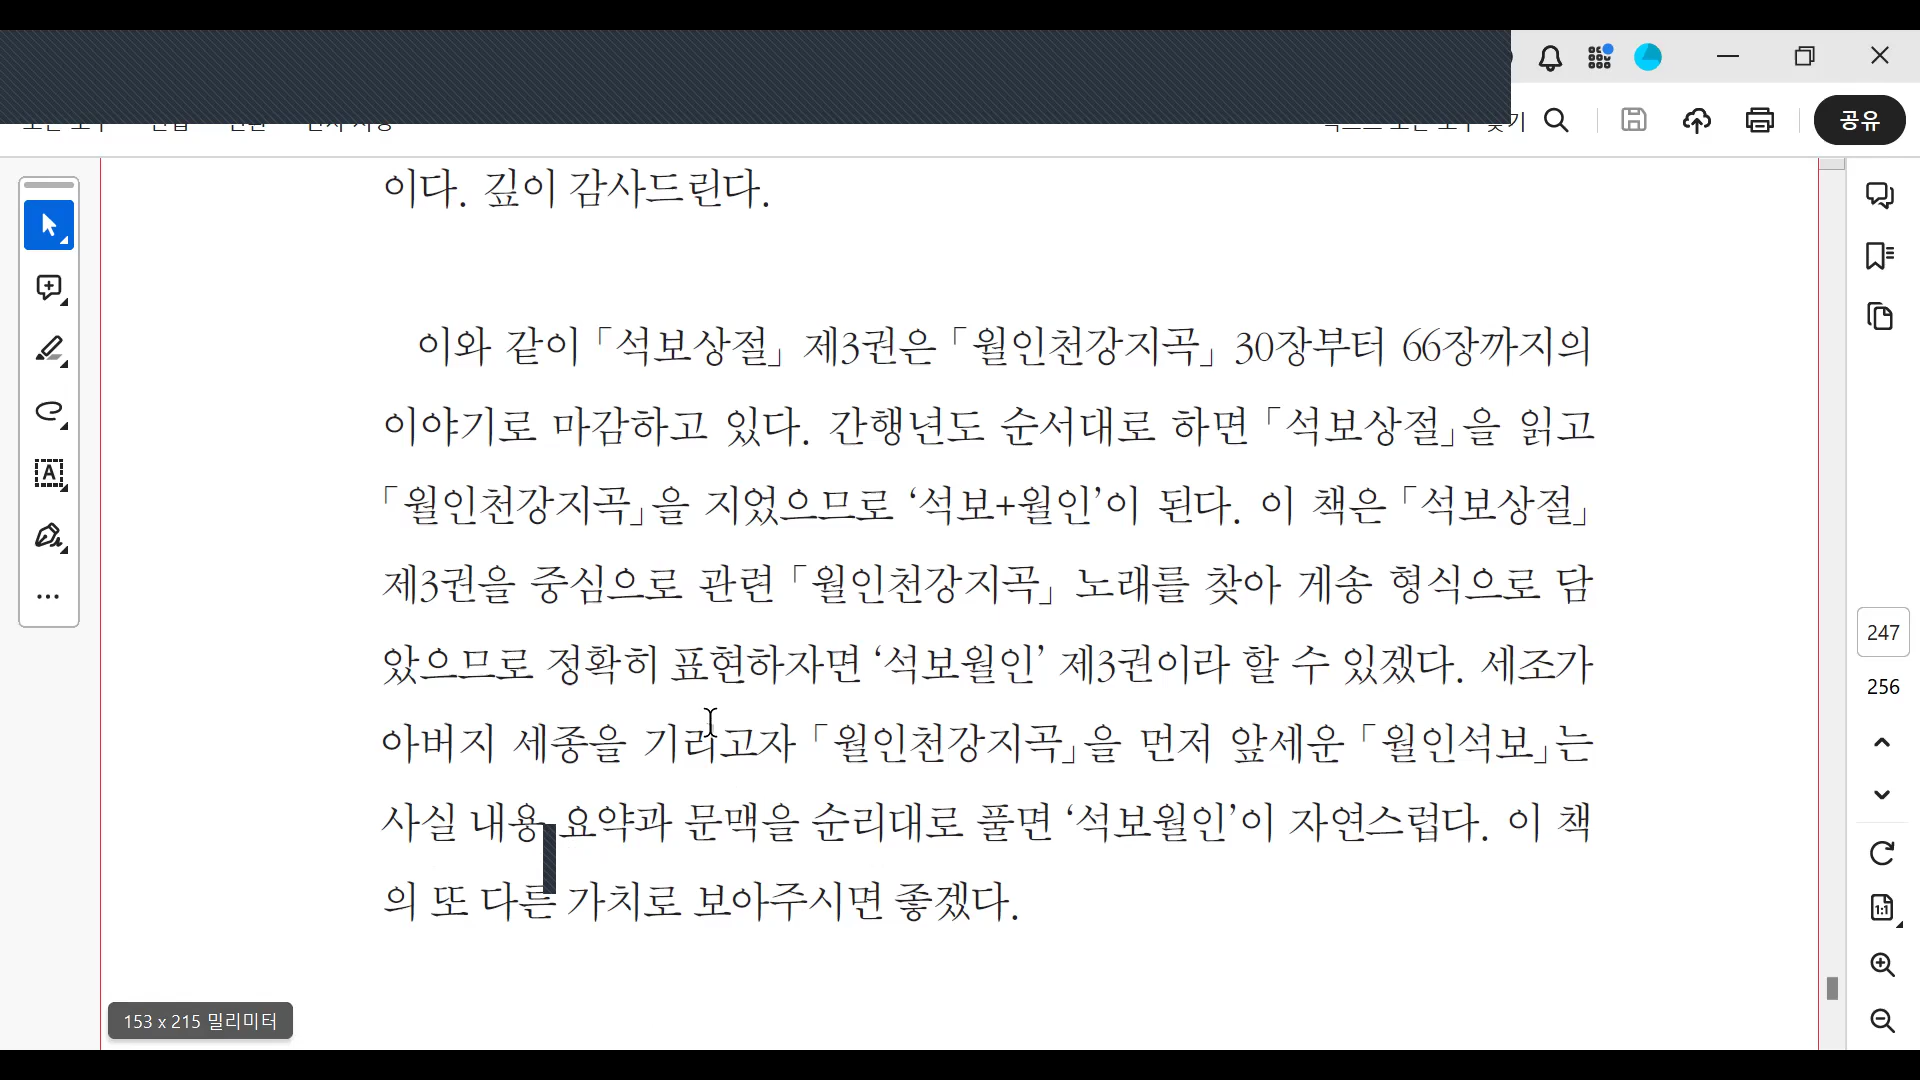 공유
이다. 깊이 감사드린다.
이와 같이 「석보상절」 제3권은 「월인천강지곡」 30장부터 66장까지의
이야기로 마감하고 있다. 간행년도 순서대로 하면 「석보상절」을 읽고
「월인천강지곡」을 지었으므로 ‘석보+월인’이 된다. 이 책은 「석보상절」
제3권을 중심으로 관련 「월인천강지곡」 노래를 찾아 게송 형식으로 담
았으므로 정확히 표현하자면 ‘석보월인’ 제3권이라 할 수 있겠다. 세조가
아버지 세종을 기리고자 「월인천강지곡」을 먼저 앞세운 「월인석보」는
사실 내용 요약과 문맥을 순리대로 풀면 ‘석보월인’이 자연스럽다. 이 책
의 또 다른 가치로 보아주시면 좋겠다.
247
256
1:1
153 x 215 밀리미터